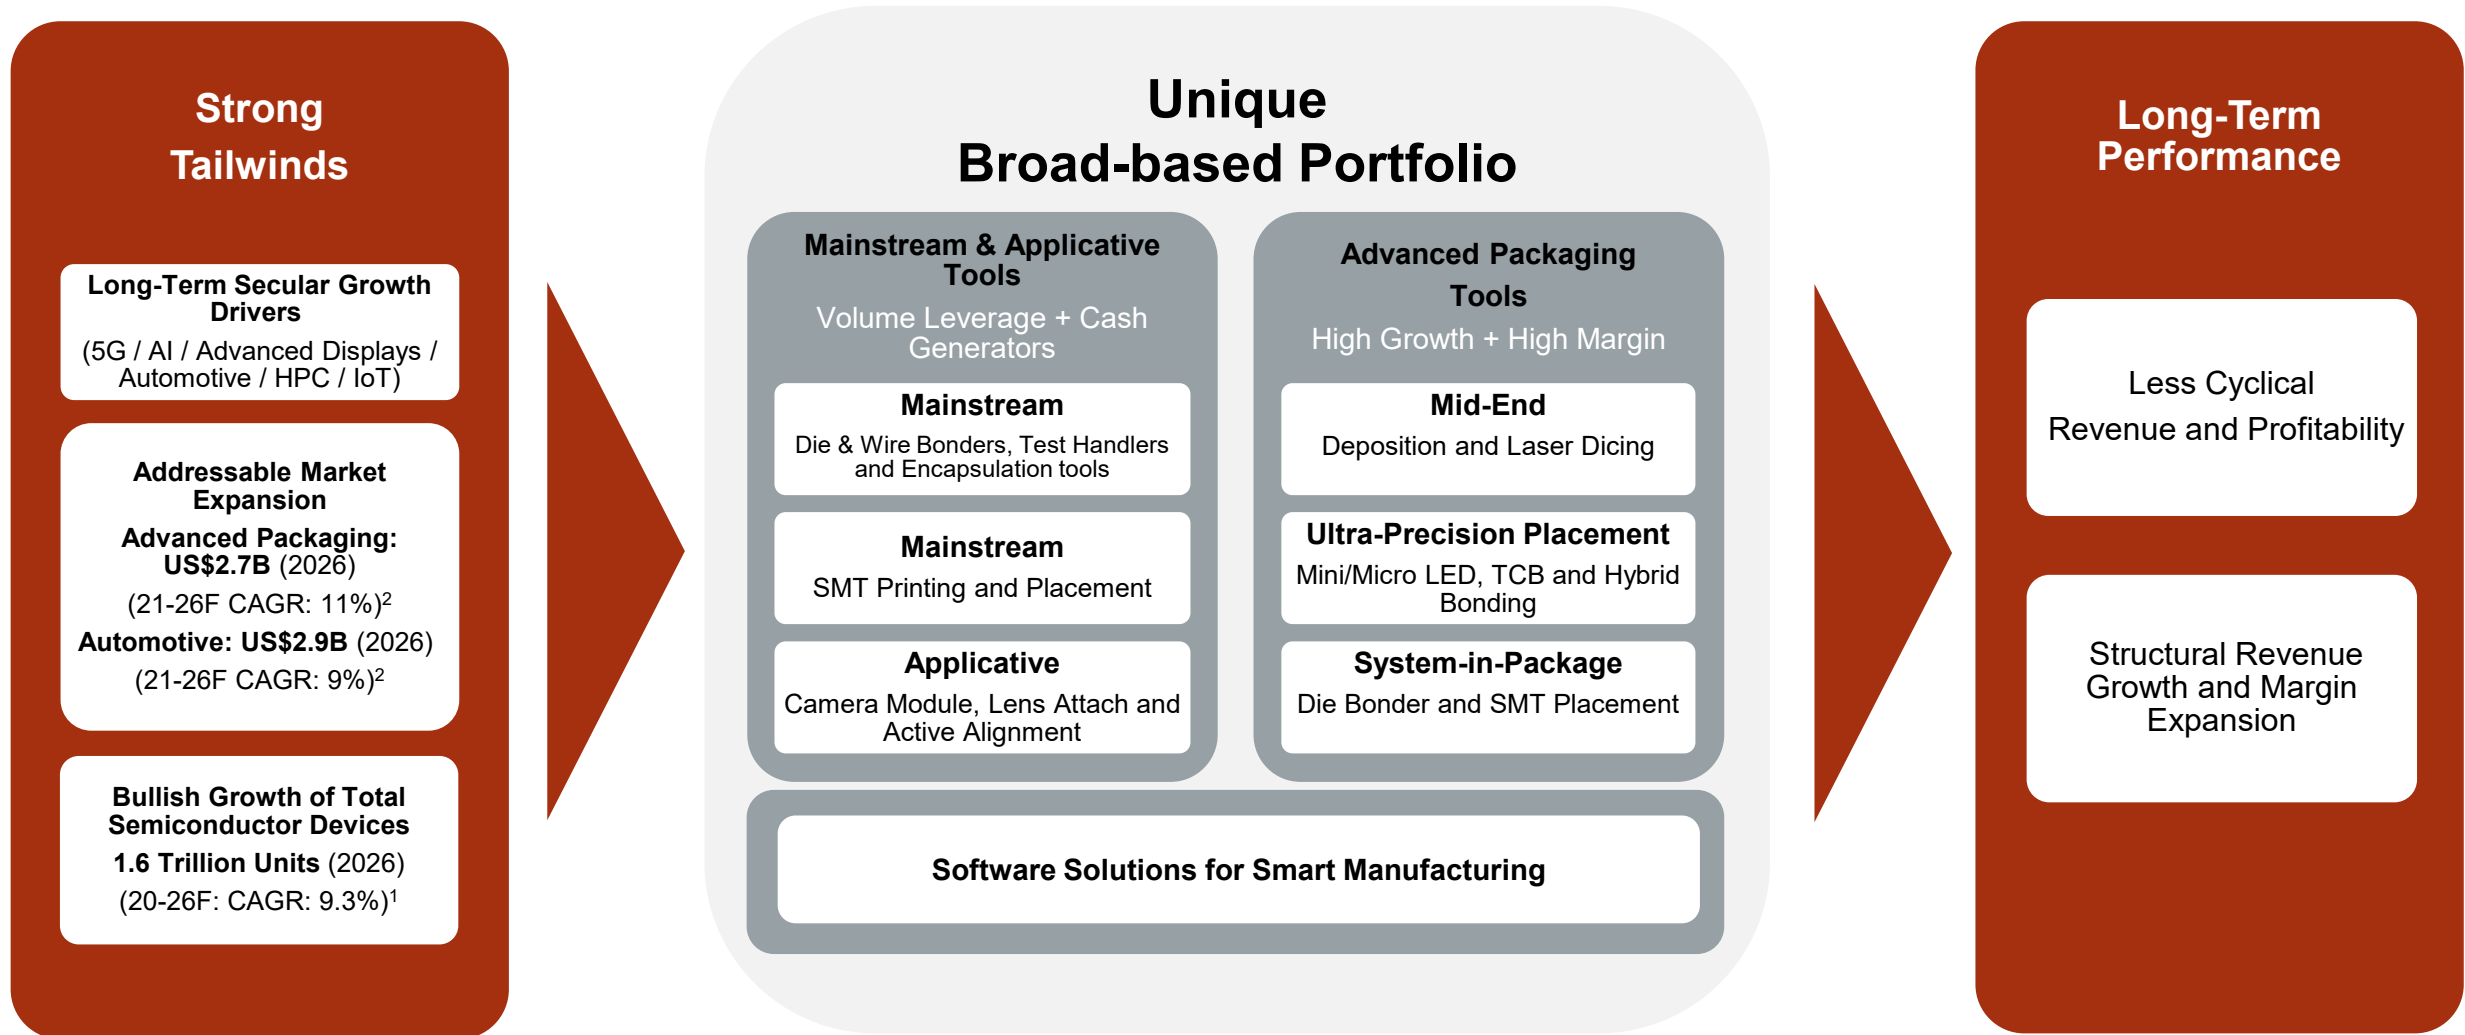 Strong
Tailwinds
Long-Term Secular Growth
Drivers
(5G / AI / Advanced Displays /
Automotive / HPC / IoT)
Addressable Market
Expansion
Advanced Packaging:
US$2.7B (2026)
(21-26F CAGR: 11%)2
Automotive: US$2.9B (2026)
(21-26F CAGR: 9%)2
Bullish Growth of Total
Semiconductor Devices
1.6 Trillion Units (2026)
(20-26F: CAGR: 9.3%)1
Unique
Broad-based Portfolio
Mainstream & Applicative
Tools
Volume Leverage + Cash
Generators
Mainstream
Die & Wire Bonders, Test Handlers
and Encapsulation tools
Mainstream
SMT Printing and Placement
Applicative
Camera Module, Lens Attach and
Active Alignment
Advanced Packaging
Tools
High Growth + High Margin
Mid-End
Deposition and Laser Dicing
Ultra-Precision Placement
Mini/Micro LED, TCB and Hybrid
Bonding
System-in-Package
Die Bonder and SMT Placement
Software Solutions for Smart Manufacturing
Long-Term
Performance
Less Cyclical
Revenue and Profitability
Structural Revenue
Growth and Margin
Expansion